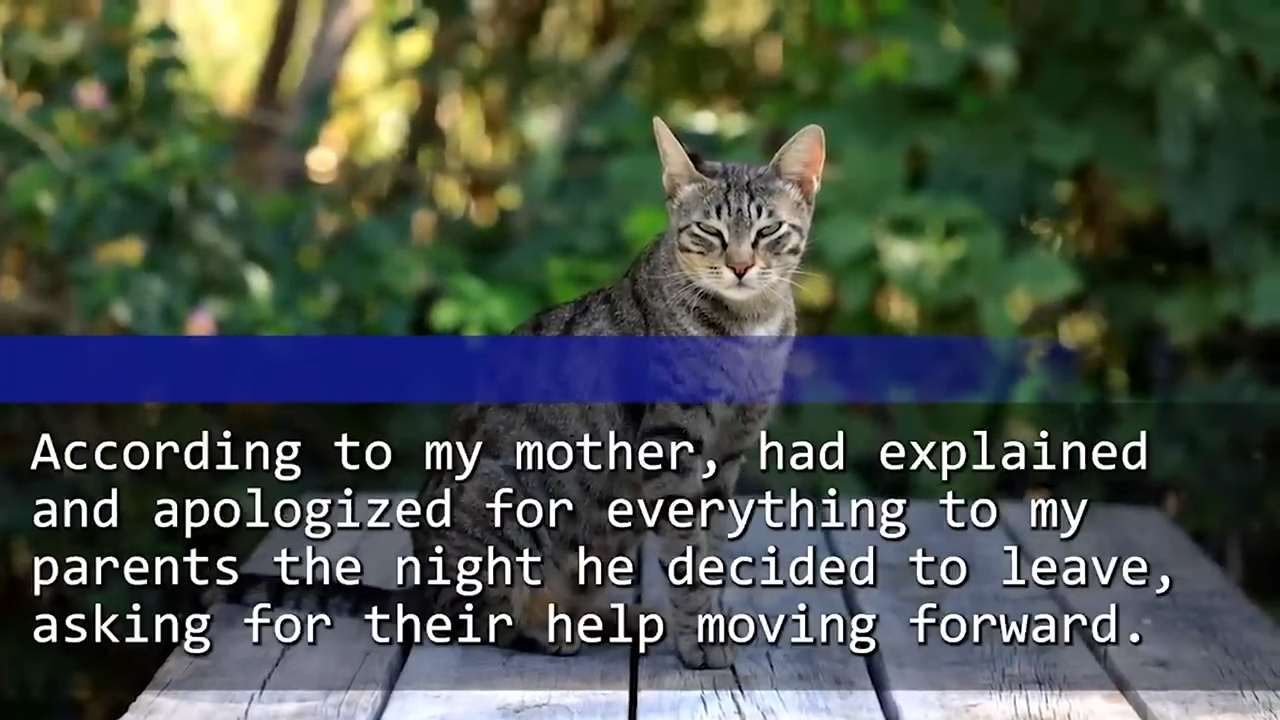 According to my mother, had explained
and apologized for everything to my
parents the night he decided to leave,
asking for their help moving forward.